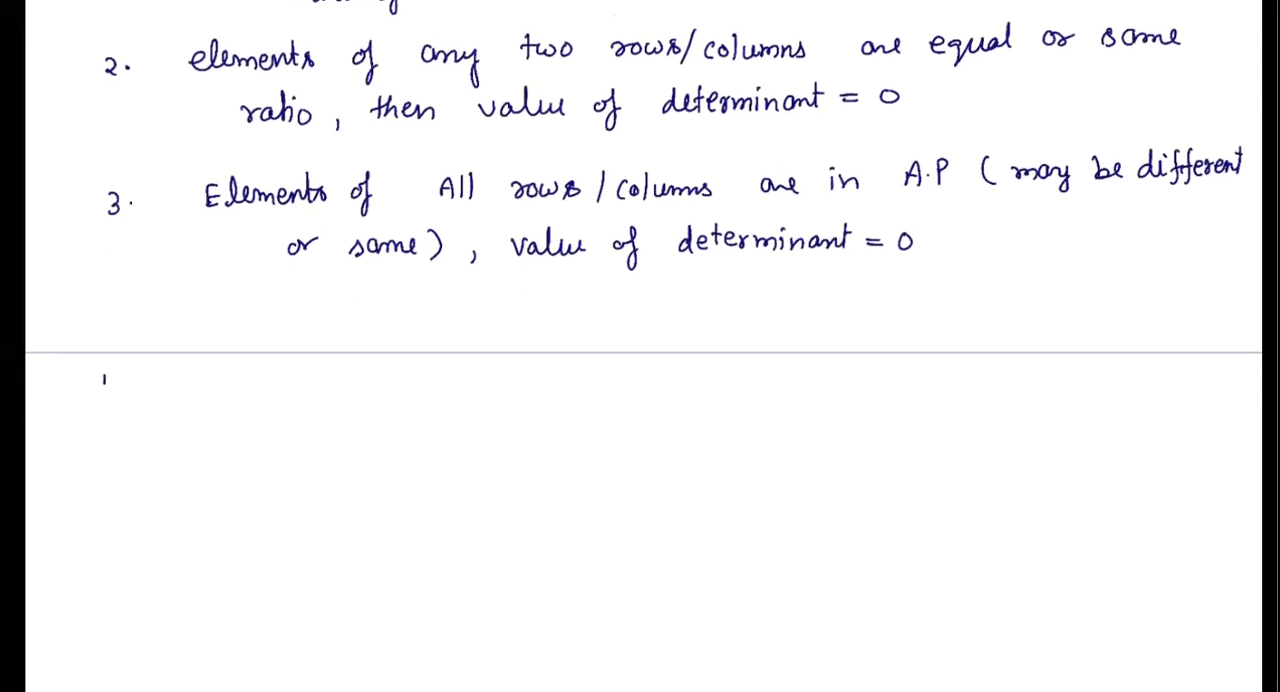 2. elements of any two rows/columns are equal or same
ratio, then value of determinant = 0
3. Elements of All rows/columns are in A.P (may be different
or same), value of determinant = 0